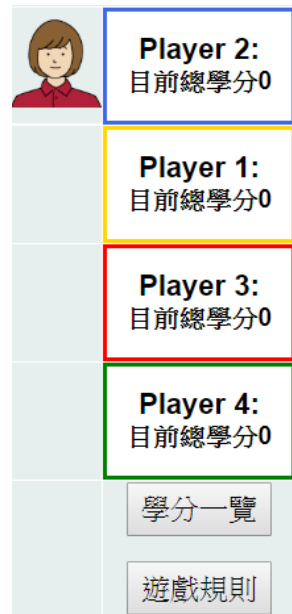 Player 2:
目前總學分0
Player 1:
目前總學分0
Player 3:
目前總學分0
Player 4:
目前總學分0
學分一覽
遊戲規則